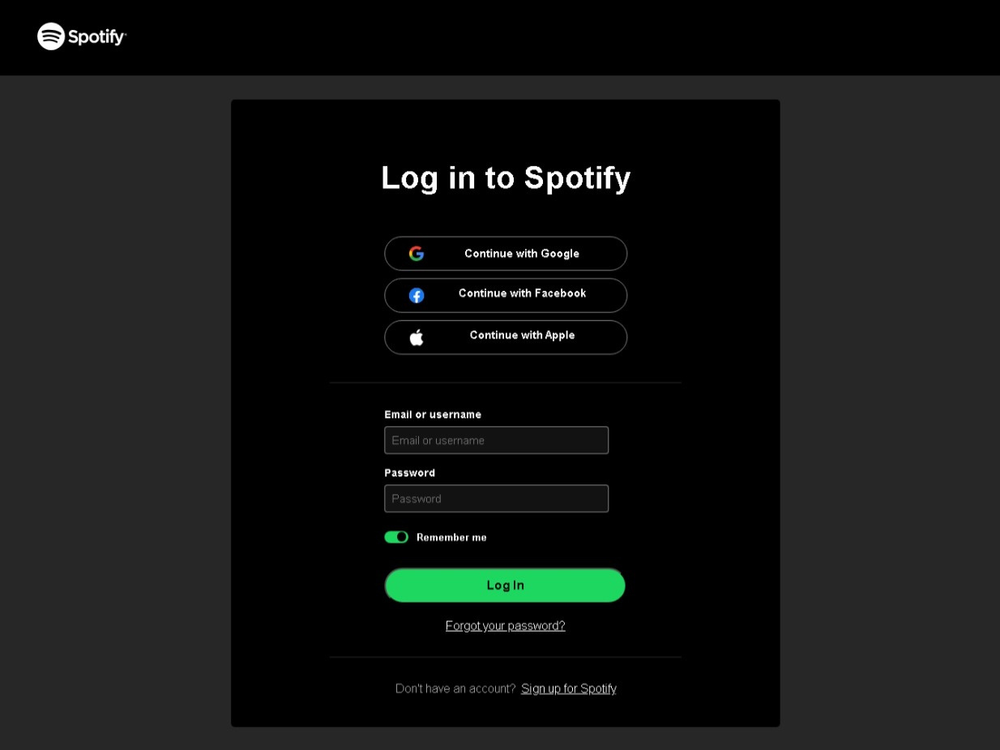 Spotify
Log in to Spotify
Continue with Google
Continue with Facebook
Continue with Apple
Email or username
Email or username
Password
Password
Remember me
Log In
Forgot your password?
Don't have an account? Sign up for Spotify